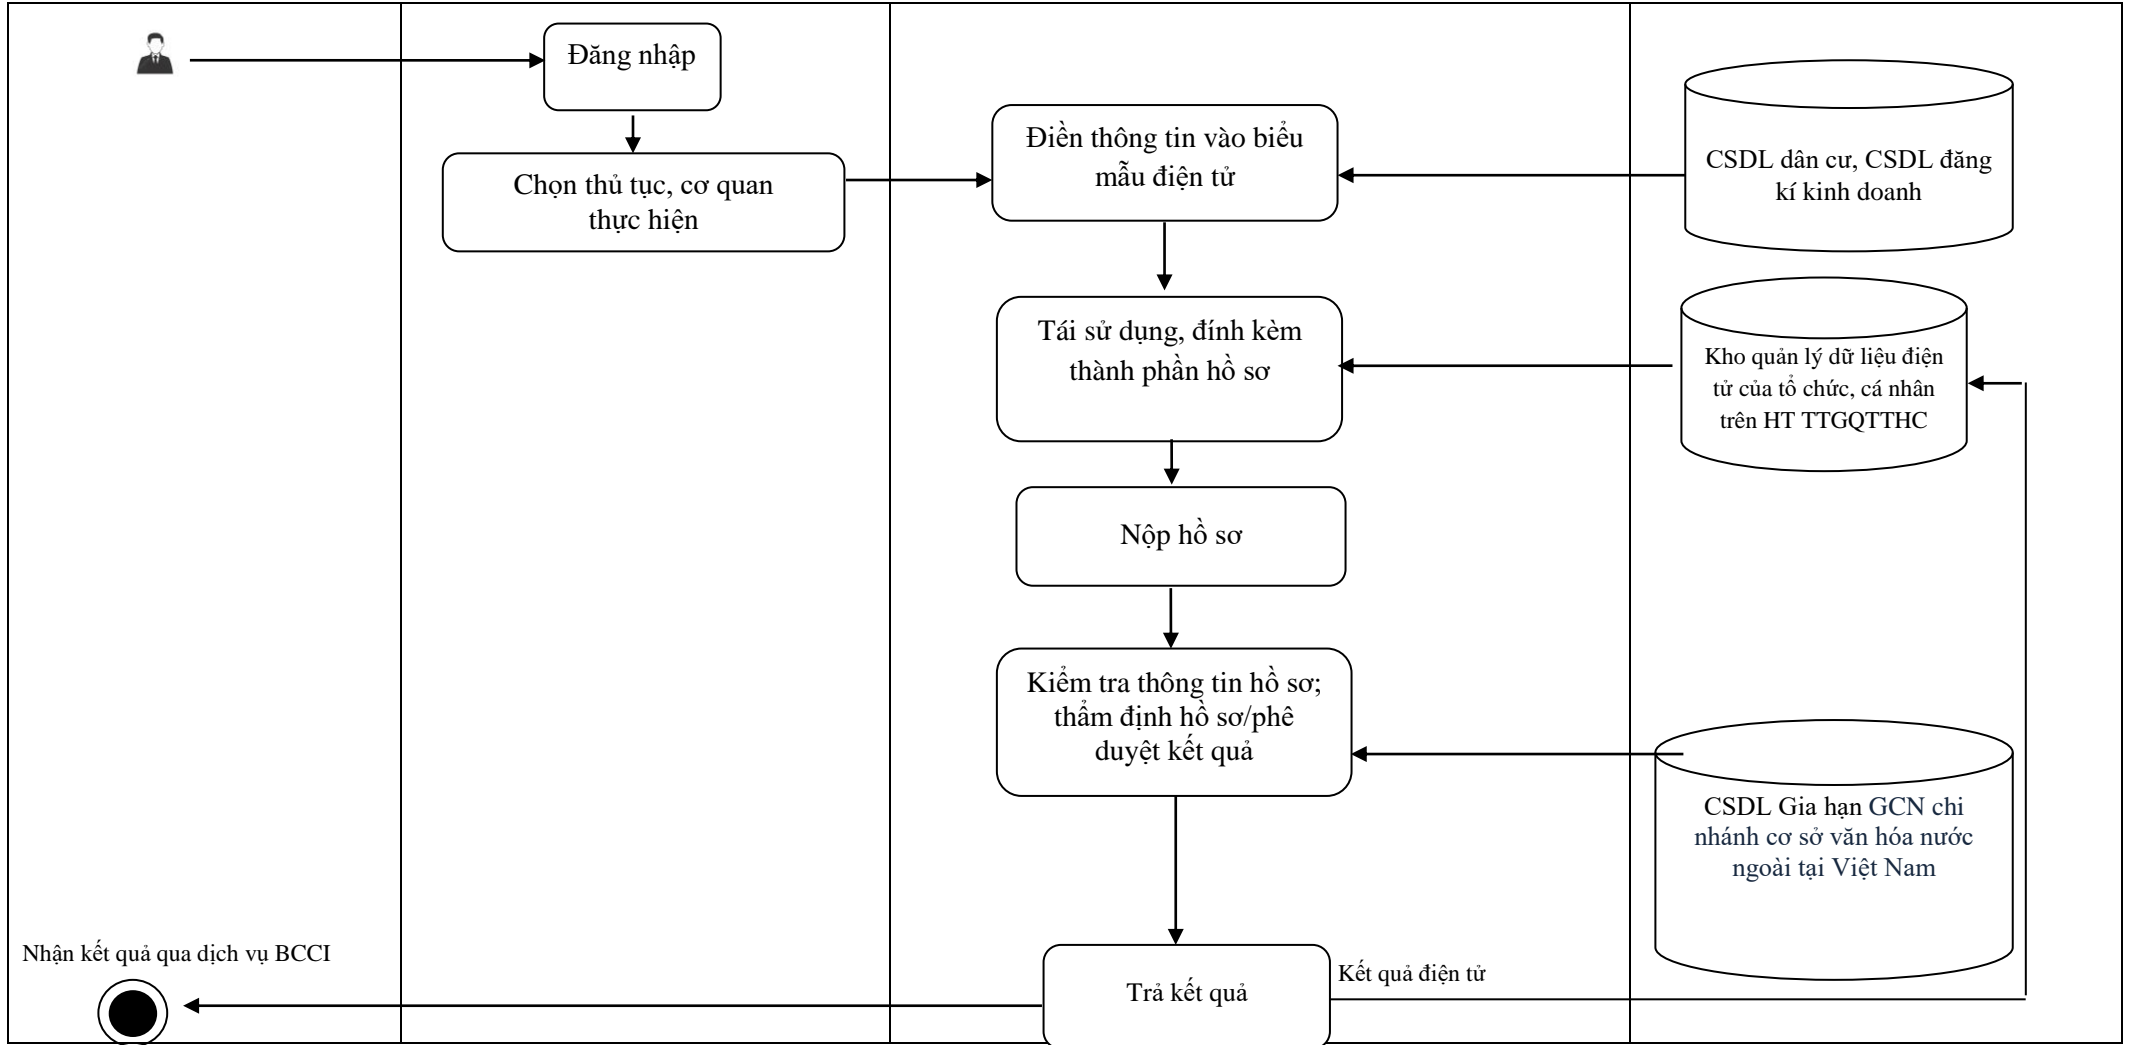 Đăng nhập
Chọn thủ tục, cơ quan
thực hiện
Điền thông tin vào biểu
mẫu điện tử
CSDL dân cư, CSDL đăng
kí kinh doanh
Tái sử dụng, đính kèm
thành phần hồ sơ
Kho quản lý dữ liệu điện
tử của tổ chức, cá nhân
trên HT TTGQTTHC
Nộp hồ sơ
Kiểm tra thông tin hồ sơ;
thẩm định hồ sơ/phê
duyệt kết quả
CSDL Gia hạn GCN chi
nhánh cơ sở văn hóa nước
ngoài tại Việt Nam
Nhận kết quả qua dịch vụ BCCI
Trả kết quả
Kết quả điện tử